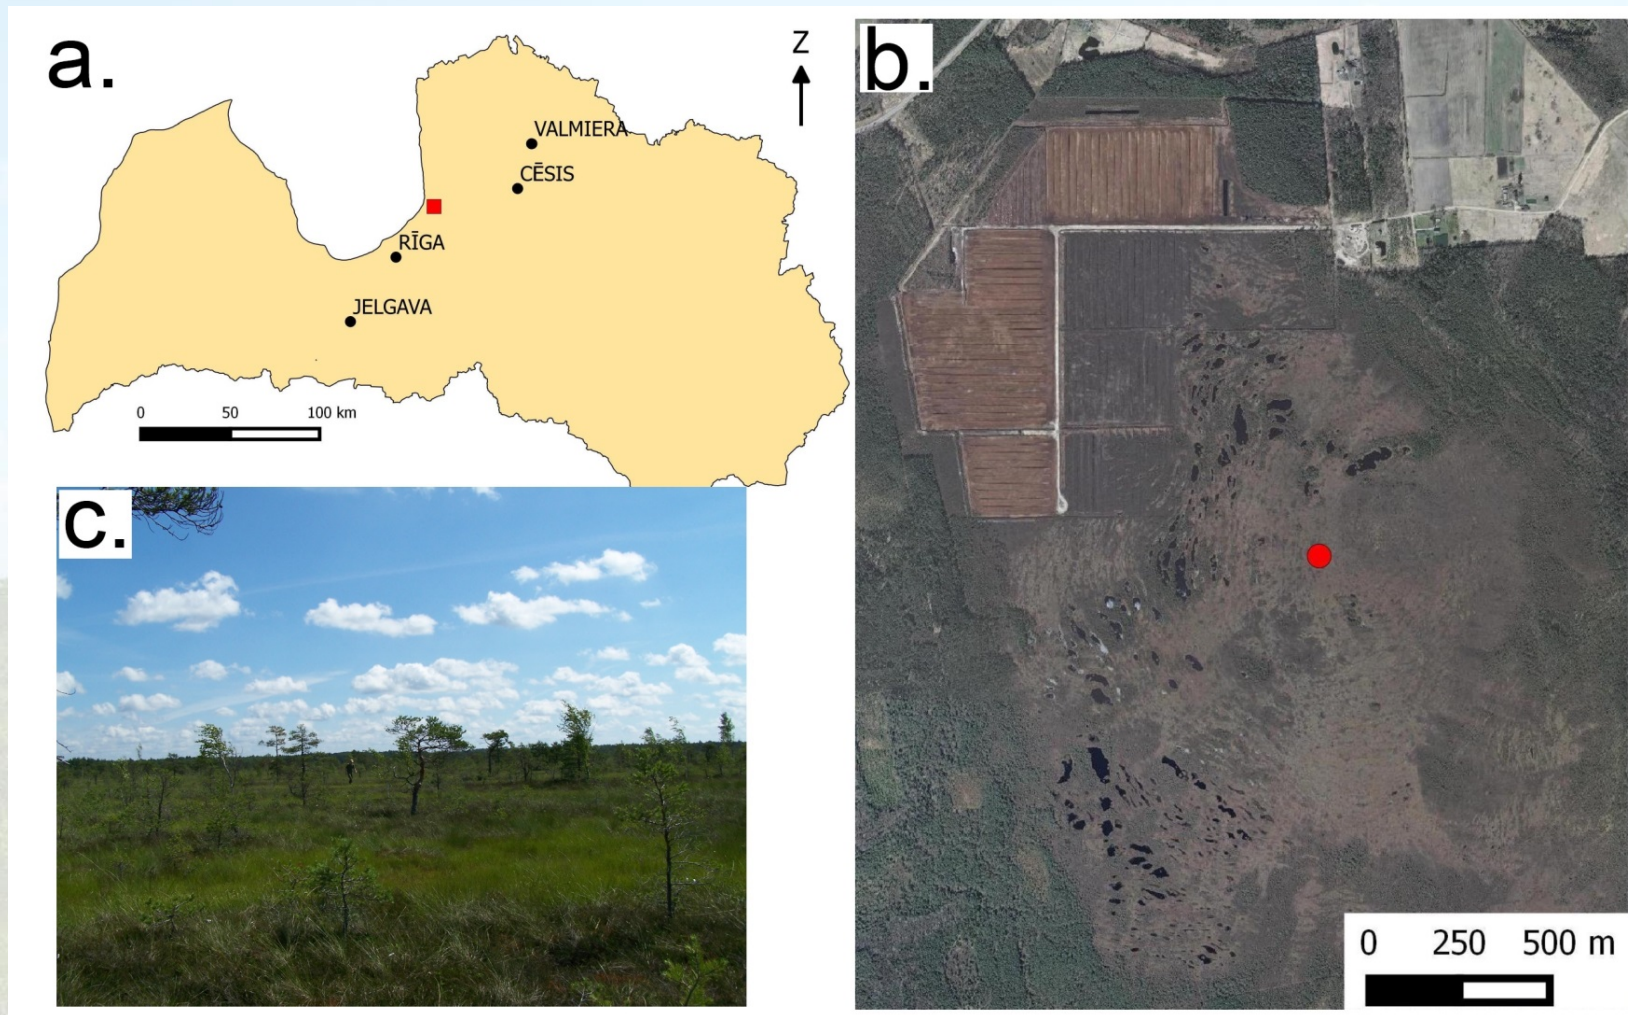 a.
Z
VALMIERA
CĒSIS
RĪGA
JELGAVA
0 50 100 km
b.
0 250 500 m
c.